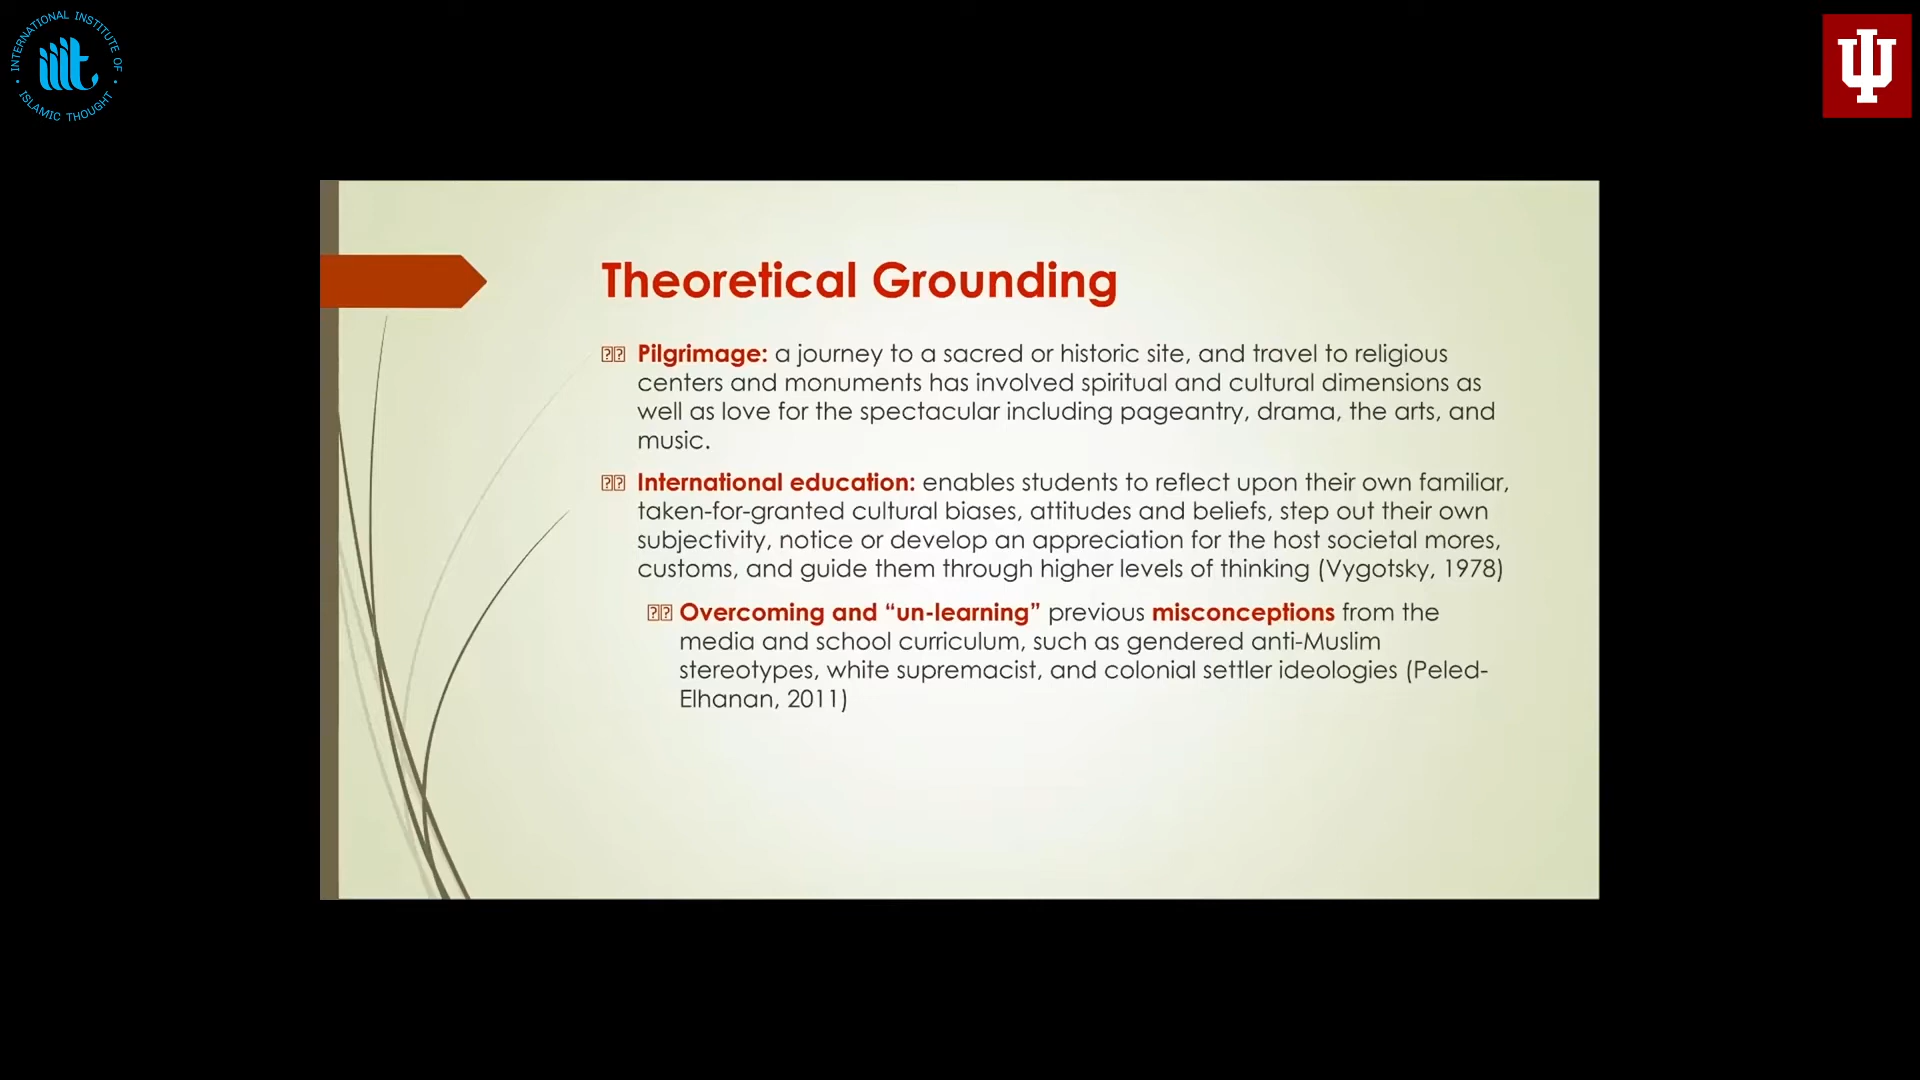 INTERNATIONAL INSTITUTE OF
iiit
ISLAMIC THOUGHT
Theoretical Grounding
Pilgrimage: a journey to a sacred or historic site, and travel to religious
centers and monuments has involved spiritual and cultural dimensions as
well as love for the spectacular including pageantry, drama, the arts, and
music.
International education: enables students to reflect upon their own familiar,
taken-for-granted cultural biases, attitudes and beliefs, step out their own
subjectivity, notice or develop an appreciation for the host societal mores,
customs, and guide them through higher levels of thinking (Vygotsky, 1978)
Overcoming and “un-learning” previous misconceptions from the
media and school curriculum, such as gendered anti-Muslim
stereotypes, white supremacist, and colonial settler ideologies (Peled-
Elhanan, 2011)